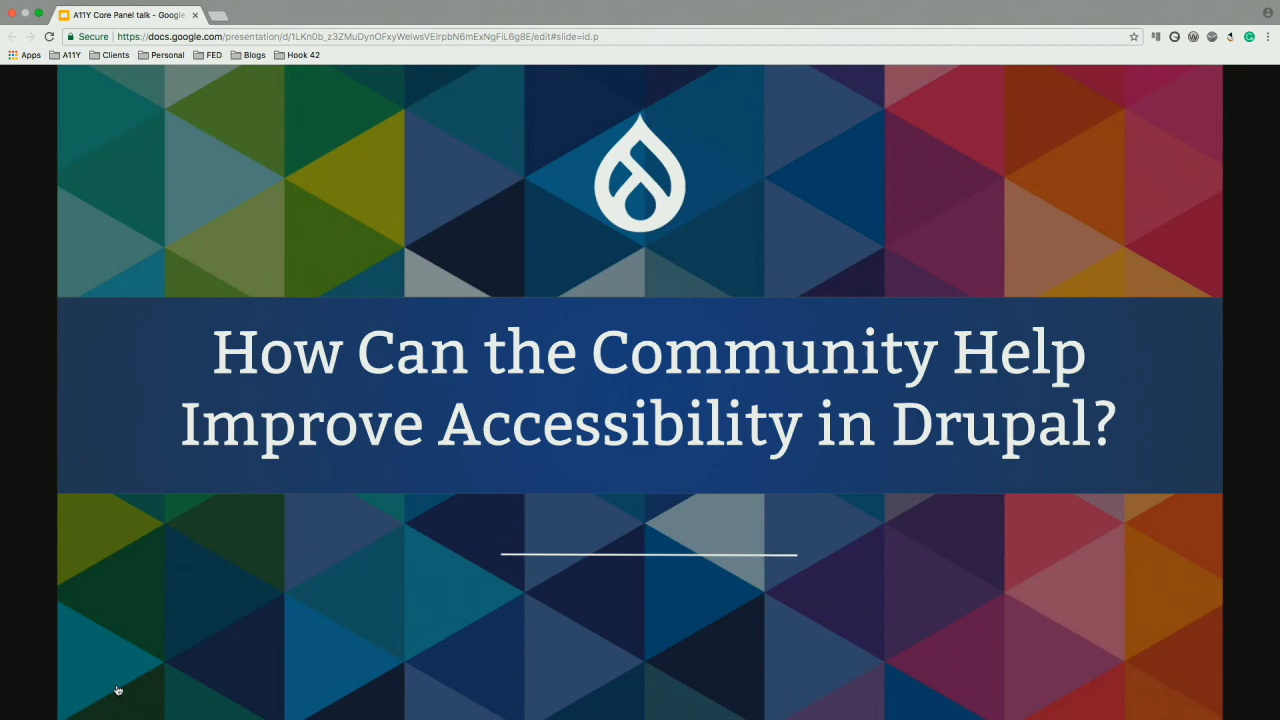 A11Y Core Panel talk - Google
Secure
https://docs.google.com/presentation/d/1LKn0b_z3ZMuDynOFxyWelwsVEIrpbN6mExNgFiL6g8E/edit#slide=id.p
Apps
A11Y
Clients
Personal
FED
Blogs
Hook 42
How Can the Community Help
Improve Accessibility in Drupal?